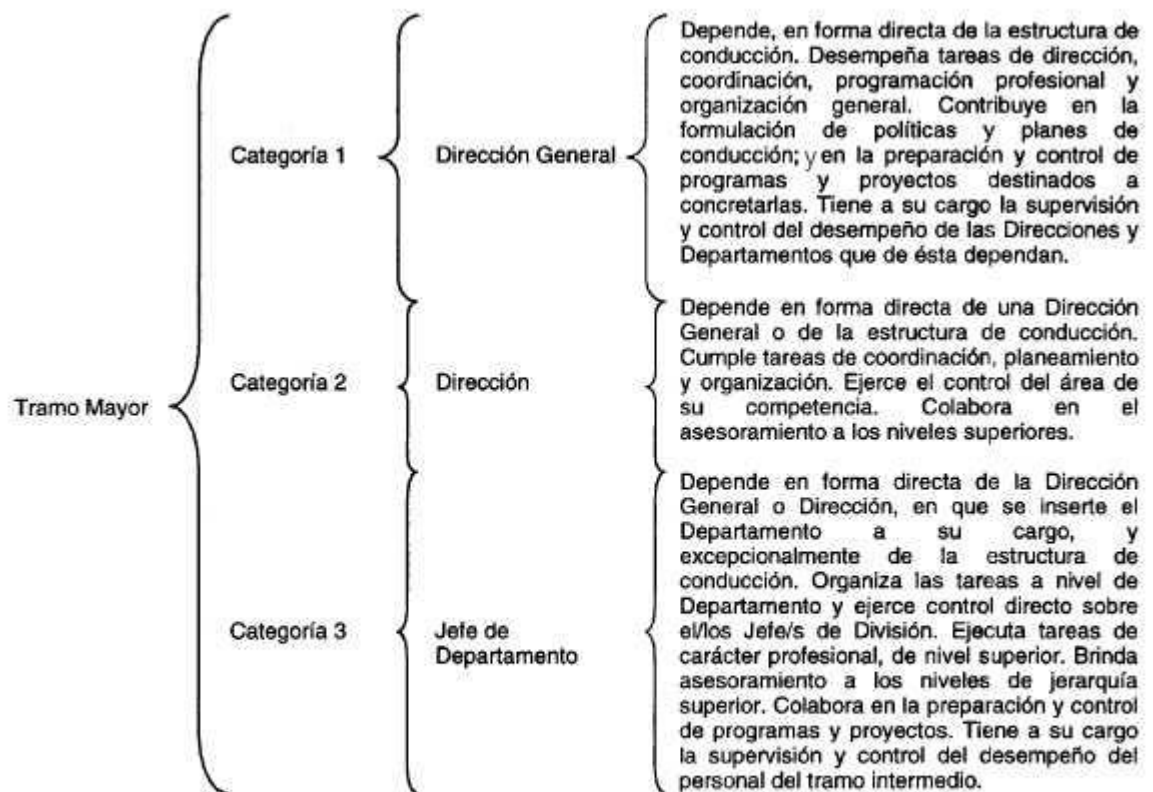 Tramo Mayor
Categoría 1
Dirección General
Depende, en forma directa de la estructura de
conducción. Desempeña tareas de dirección,
coordinación, programación profesional y
organización general. Contribuye en la
formulación de políticas y planes de
conducción; y en la preparación y control de
programas y proyectos destinados a
concretarlas. Tiene a su cargo la supervisión
y control del desempeño de las Direcciones y
Departamentos que de ésta dependan.
Categoría 2
Dirección
Depende en forma directa de una Dirección
General o de la estructura de conducción.
Cumple tareas de coordinación, planeamiento
y organización. Ejerce el control del área de
su competencia. Colabora en el
asesoramiento a los niveles superiores.
Categoría 3
Jefe de
Departamento
Depende en forma directa de la Dirección
General o Dirección, en que se inserte el
Departamento a su cargo, y
excepcionalmente de la estructura de
conducción. Organiza las tareas a nivel de
Departamento y ejerce control directo sobre
el/los Jefe/s de División. Ejecuta tareas de
carácter profesional, de nivel superior. Brinda
asesoramiento a los niveles de jerarquía
superior. Colabora en la preparación y control
de programas y proyectos. Tiene a su cargo
la supervisión y control del desempeño del
personal del tramo intermedio.